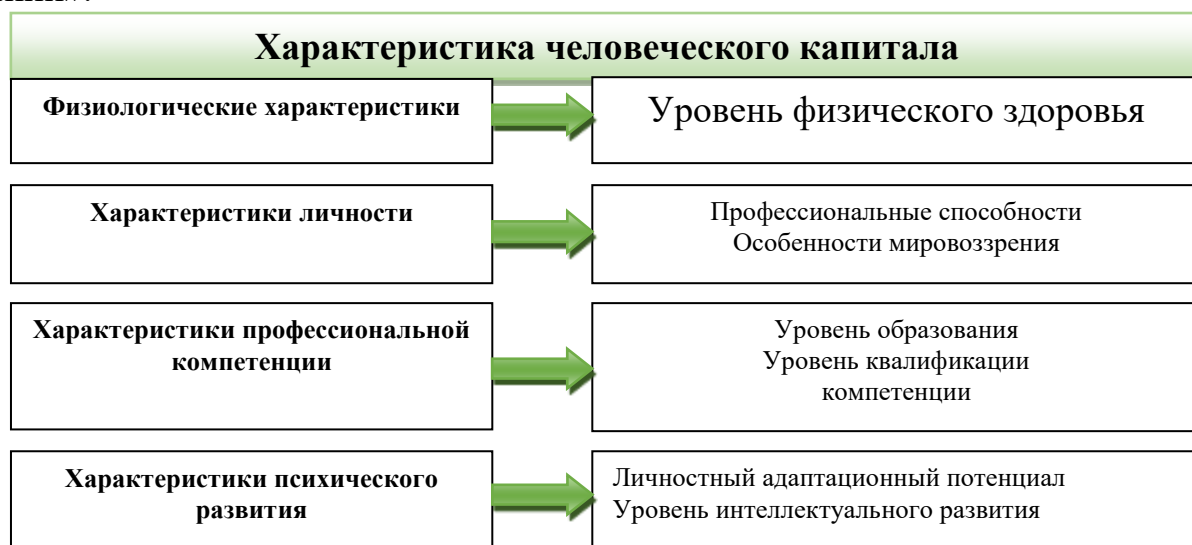 Характеристика человеческого капитала
Физиологические характеристики
Уровень физического здоровья
Характеристики личности
Профессиональные способности
Особенности мировоззрения
Характеристики профессиональной
компетенции
Уровень образования
Уровень квалификации
компетенции
Характеристики психического
развития
Личностный адаптационный потенциал
Уровень интеллектуального развития